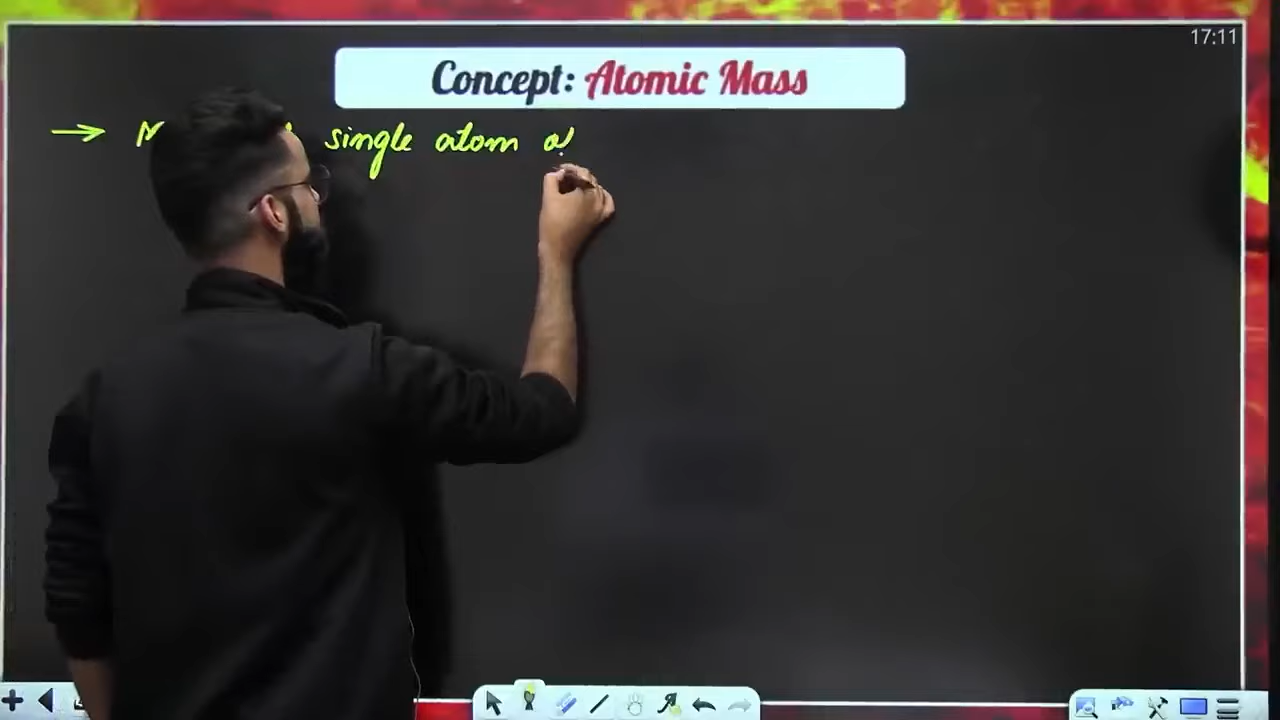 17:11
Concept: Atomic Mass
→ single atom